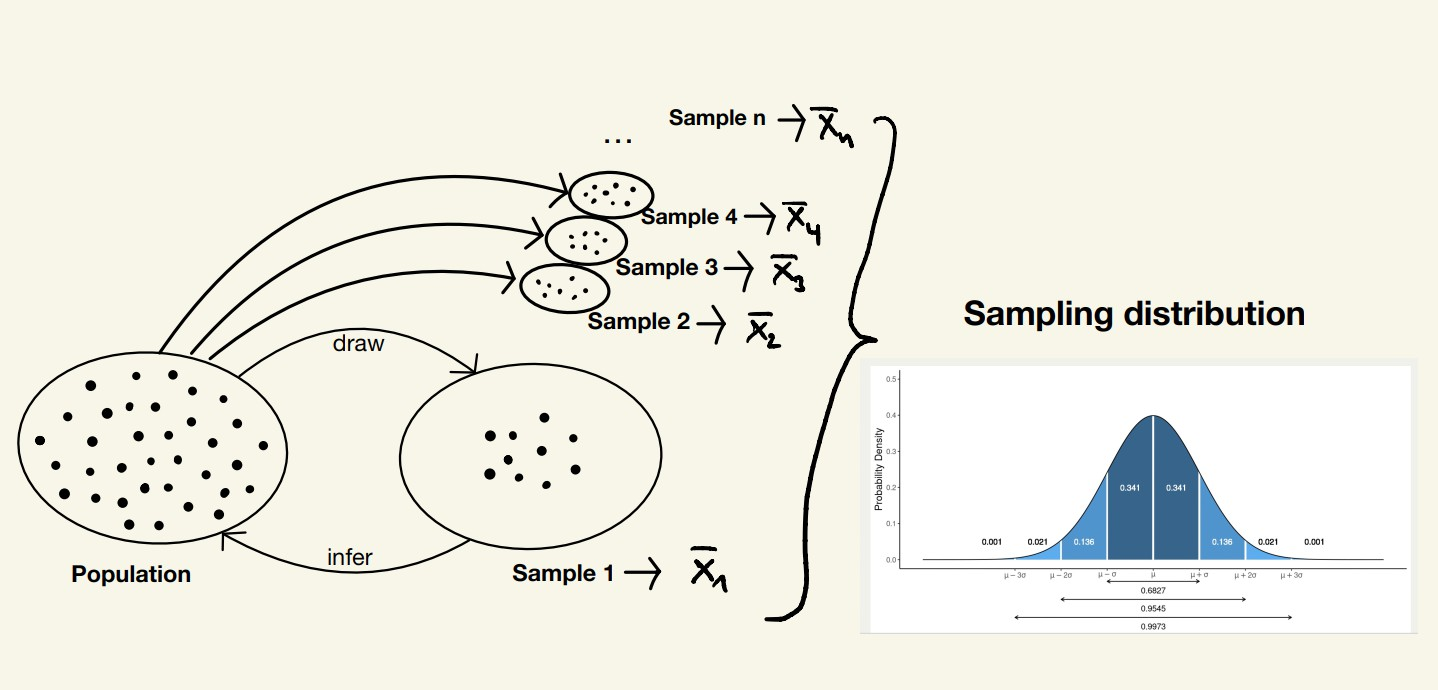 Sample n → x̄n
...
Sample 4 → x̄4
Sample 3 → x̄3
Sample 2 → x̄2
draw
infer
Population
Sample 1 → x̄1
Sampling distribution
Probability Density
0.5
0.4
0.3
0.2
0.1
0.0
0.341 0.341
0.001 0.021 0.136 0.136 0.021 0.001
μ − 3σ μ − 2σ μ − σ μ μ + σ μ + 2σ μ + 3σ
0.6827
0.9545
0.9973